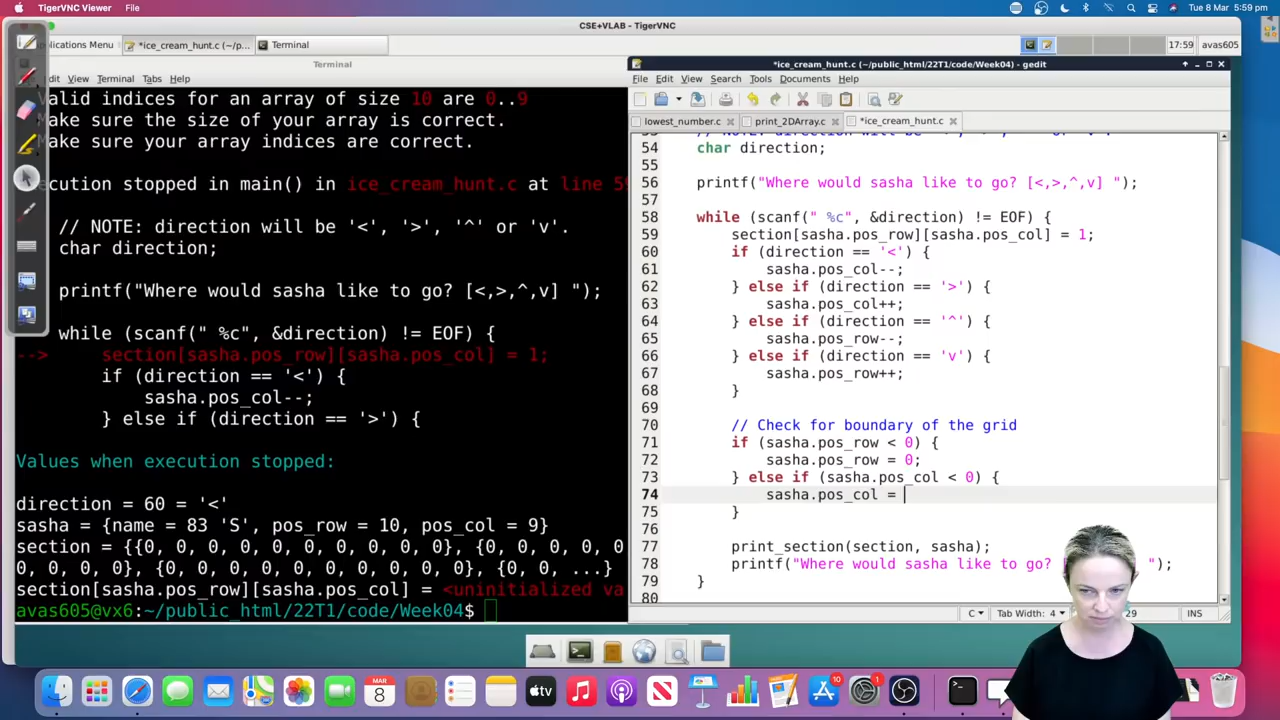 TigerVNC Viewer File Tue 8 Mar 5:59 pm
CSE+VLAB - TigerVNC
plications Menu *ice_cream_hunt.c (~/p... Terminal 17:59 avas605
Terminal
dit View Terminal Tabs Help
Valid indices for an array of size 10 are 0..9
ake sure the size of your array is correct.
ake sure your array indices are correct.
ecution stopped in main() in ice_cream_hunt.c at line 59
// NOTE: direction will be '<', '>', '^' or 'v'.
char direction;
printf("Where would sasha like to go? [<,>,^,v] ");
while (scanf(" %c", &direction) != EOF) {
--> section[sasha.pos_row][sasha.pos_col] = 1;
if (direction == '<') {
sasha.pos_col--;
} else if (direction == '>') {
Values when execution stopped:
direction = 60 = '<'
sasha = {name = 83 'S', pos_row = 10, pos_col = 9}
section = {{0, 0, 0, 0, 0, 0, 0, 0, 0, 0}, {0, 0, 0, 0
0, 0, 0, 0}, {0, 0, 0, 0, 0, 0, 0, 0, 0, 0}, {0, 0, ...}
section[sasha.pos_row][sasha.pos_col] = <uninitialized va
avas605@vx6:~/public_html/22T1/code/Week04$
*ice_cream_hunt.c (~/public_html/22T1/code/Week04) - gedit
File Edit View Search Tools Documents Help
lowest_number.c print_2DArray.c *ice_cream_hunt.c
54 char direction;
55
56 printf("Where would sasha like to go? [<,>,^,v] ");
57
58 while (scanf(" %c", &direction) != EOF) {
59 section[sasha.pos_row][sasha.pos_col] = 1;
60 if (direction == '<') {
61 sasha.pos_col--;
62 } else if (direction == '>') {
63 sasha.pos_col++;
64 } else if (direction == '^') {
65 sasha.pos_row--;
66 } else if (direction == 'v') {
67 sasha.pos_row++;
68 }
69
70 // Check for boundary of the grid
71 if (sasha.pos_row < 0) {
72 sasha.pos_row = 0;
73 } else if (sasha.pos_col < 0) {
74 sasha.pos_col =
75 }
76
77 print_section(section, sasha);
78 printf("Where would sasha like to go? ");
79 }
80
C Tab Width: 4 29 INS
MAR
8
tv
10
1